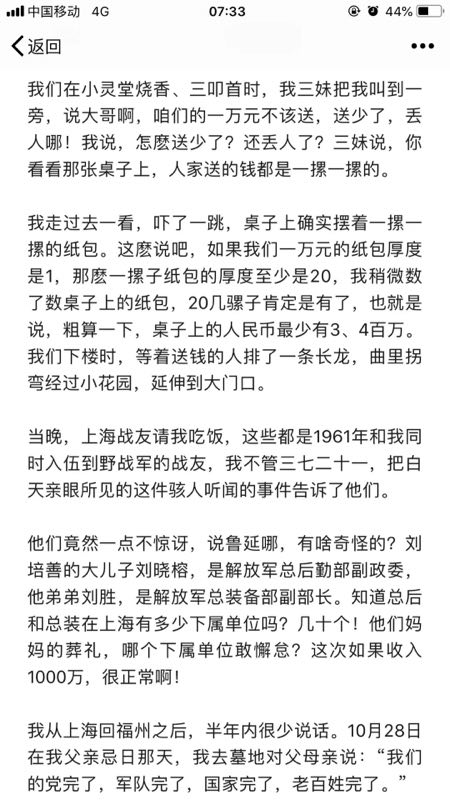 中国移动 4G 07:33 44%
返回
我们在小灵堂烧香、三叩首时，我三妹把我叫到一
旁，说大哥啊，咱们的一万元不该送，送少了，丢
人哪！我说，怎麽送少了？还丢人了？三妹说，你
看看那张桌子上，人家送的钱都是一摞一摞的。
我走过去一看，吓了一跳，桌子上确实摆着一摞一
摞的纸包。这麽说吧，如果我们一万元的纸包厚度
是1，那麽一摞子纸包的厚度至少是20，我稍微数
了数桌子上的纸包，20几骡子肯定是有了，也就是
说，粗算一下，桌子上的人民币最少有3、4百万。
我们下楼时，等着送钱的人排了一条长龙，曲里拐
弯经过小花园，延伸到大门口。
当晚，上海战友请我吃饭，这些都是1961年和我同
时入伍到野战军的战友，我不管三七二十一，把白
天亲眼所见的这件骇人听闻的事件告诉了他们。
他们竟然一点不惊讶，说鲁延哪，有啥奇怪的？刘
培善的大儿子刘晓榕，是解放军总后勤部副政委，
他弟弟刘胜，是解放军总装备部副部长。知道总后
和总装在上海有多少下属单位吗？几十个！他们妈
妈的葬礼，哪个下属单位敢懈怠？这次如果收入
1000万，很正常啊！
我从上海回福州之后，半年内很少说话。10月28日
在我父亲忌日那天，我去墓地对父母亲说：“我们
的党完了，军队完了，国家完了，老百姓完了。”